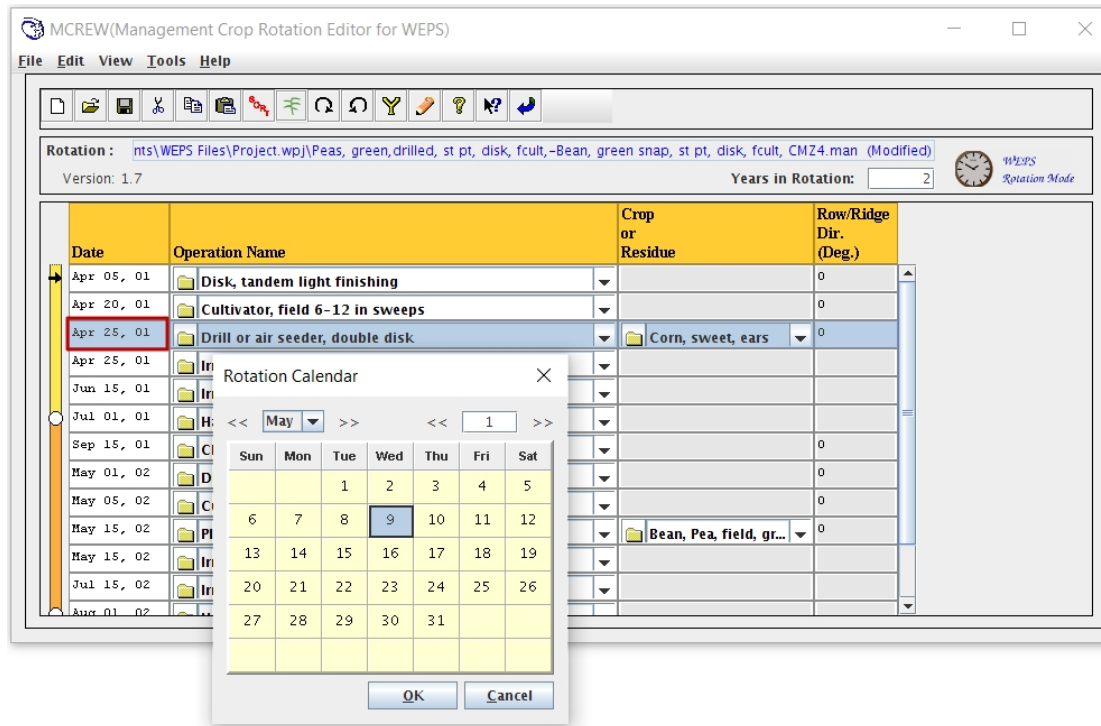 MCREW(Management Crop Rotation Editor for WEPS)
File Edit View Tools Help
SORT
Rotation : nts\WEPS Files\Project.wpj\Peas, green,drilled, st pt, disk, fcult,-Bean, green snap, st pt, disk, fcult, CMZ4.man (Modified)
Version: 1.7 Years in Rotation: 2
WEPS
Rotation Mode
Date Operation Name Crop or Residue Row/Ridge Dir. (Deg.)
Apr 05, 01 Disk, tandem light finishing 0
Apr 20, 01 Cultivator, field 6-12 in sweeps 0
Apr 25, 01 Drill or air seeder, double disk Corn, sweet, ears 0
Apr 25, 01
Jun 15, 01
Jul 01, 01
Sep 15, 01 0
May 01, 02 0
May 05, 02 0
May 15, 02 Bean, Pea, field, gr... 0
May 15, 02
Jul 15, 02
Aug 01 02
Rotation Calendar
<< May >> << 1 >>
Sun Mon Tue Wed Thu Fri Sat
1 2 3 4 5
6 7 8 9 10 11 12
13 14 15 16 17 18 19
20 21 22 23 24 25 26
27 28 29 30 31
OK Cancel